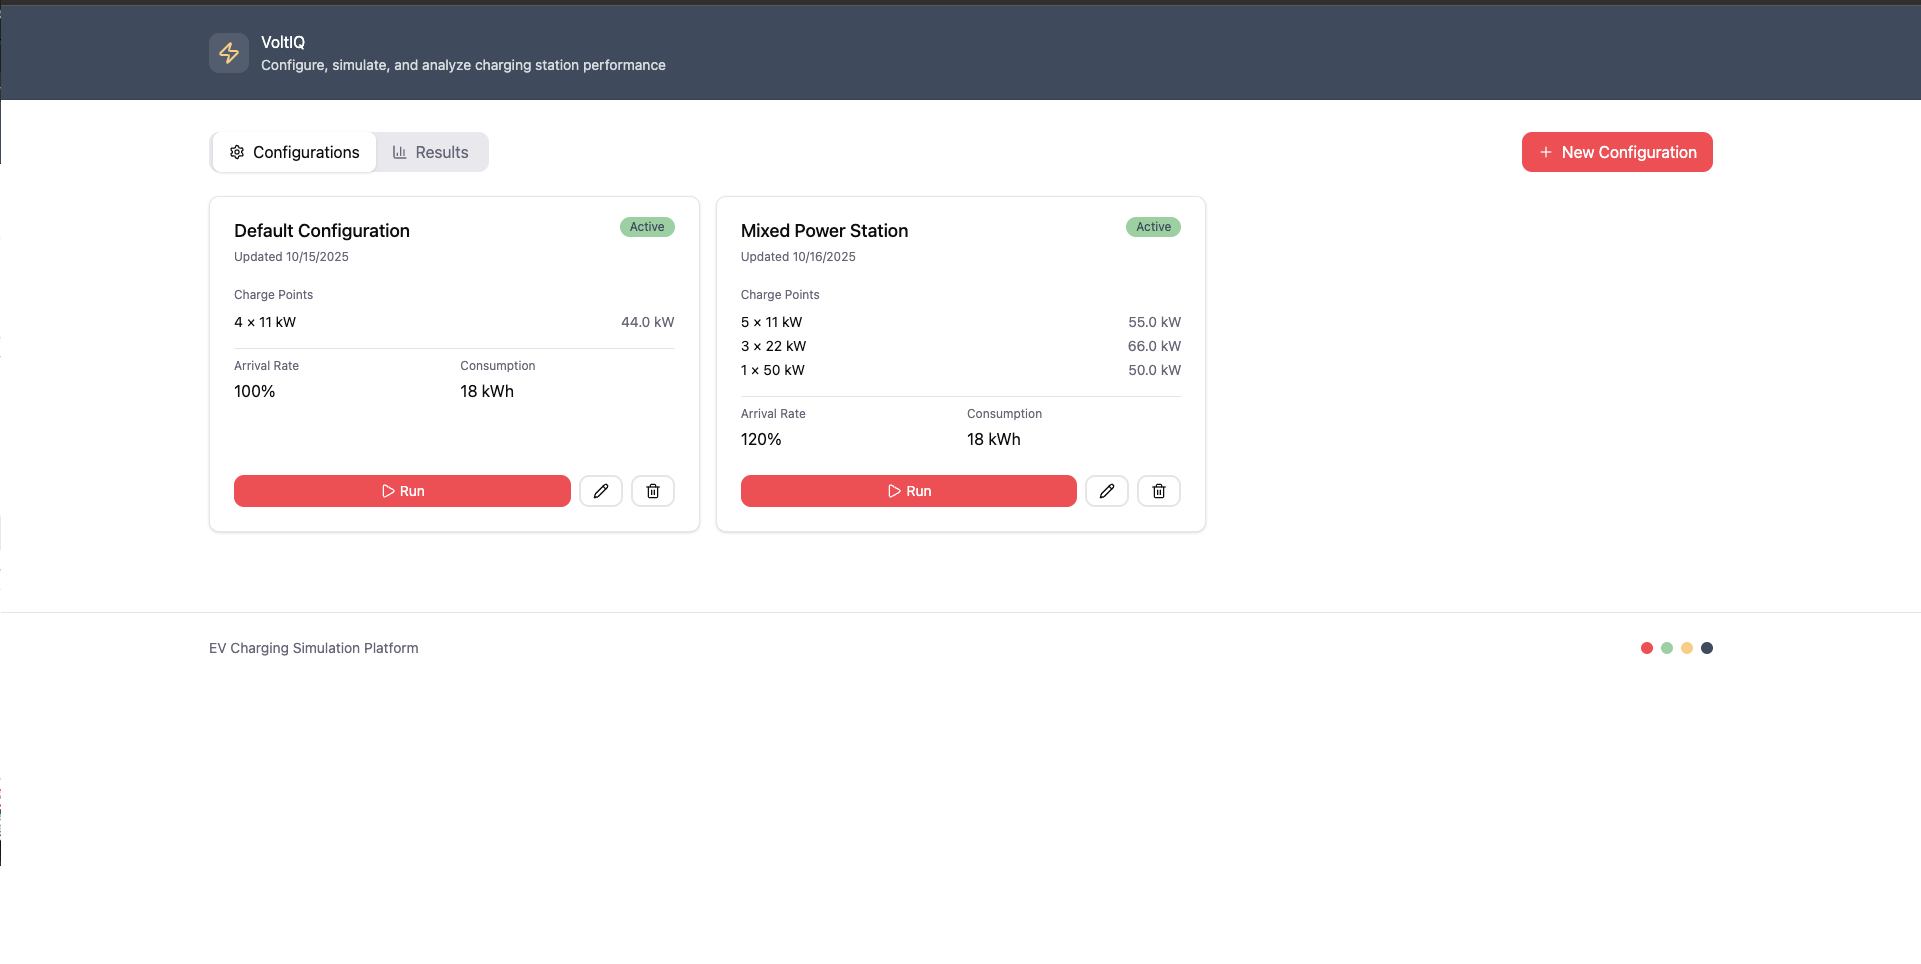 VoltIQ
Configure, simulate, and analyze charging station performance
Configurations
Results
New Configuration
Default Configuration
Active
Updated 10/15/2025
Charge Points
4 × 11 kW
44.0 kW
Arrival Rate
Consumption
100%
18 kWh
Run
Mixed Power Station
Active
Updated 10/16/2025
Charge Points
5 × 11 kW
55.0 kW
3 × 22 kW
66.0 kW
1 × 50 kW
50.0 kW
Arrival Rate
Consumption
120%
18 kWh
Run
EV Charging Simulation Platform